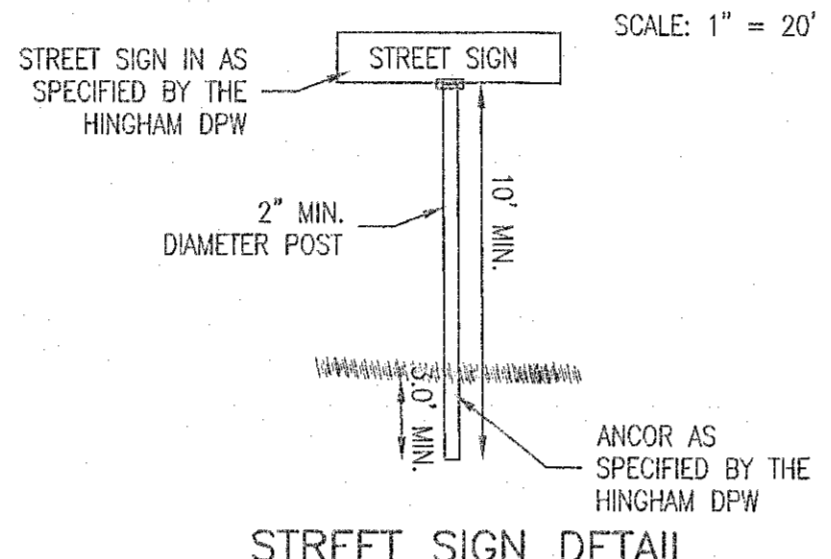 SCALE: 1" = 20'
STREET SIGN IN AS
SPECIFIED BY THE
HINGHAM DPW
STREET SIGN
2" MIN.
DIAMETER POST
10' MIN.
3.0' MIN.
ANCOR AS
SPECIFIED BY THE
HINGHAM DPW
STREET SIGN DETAIL